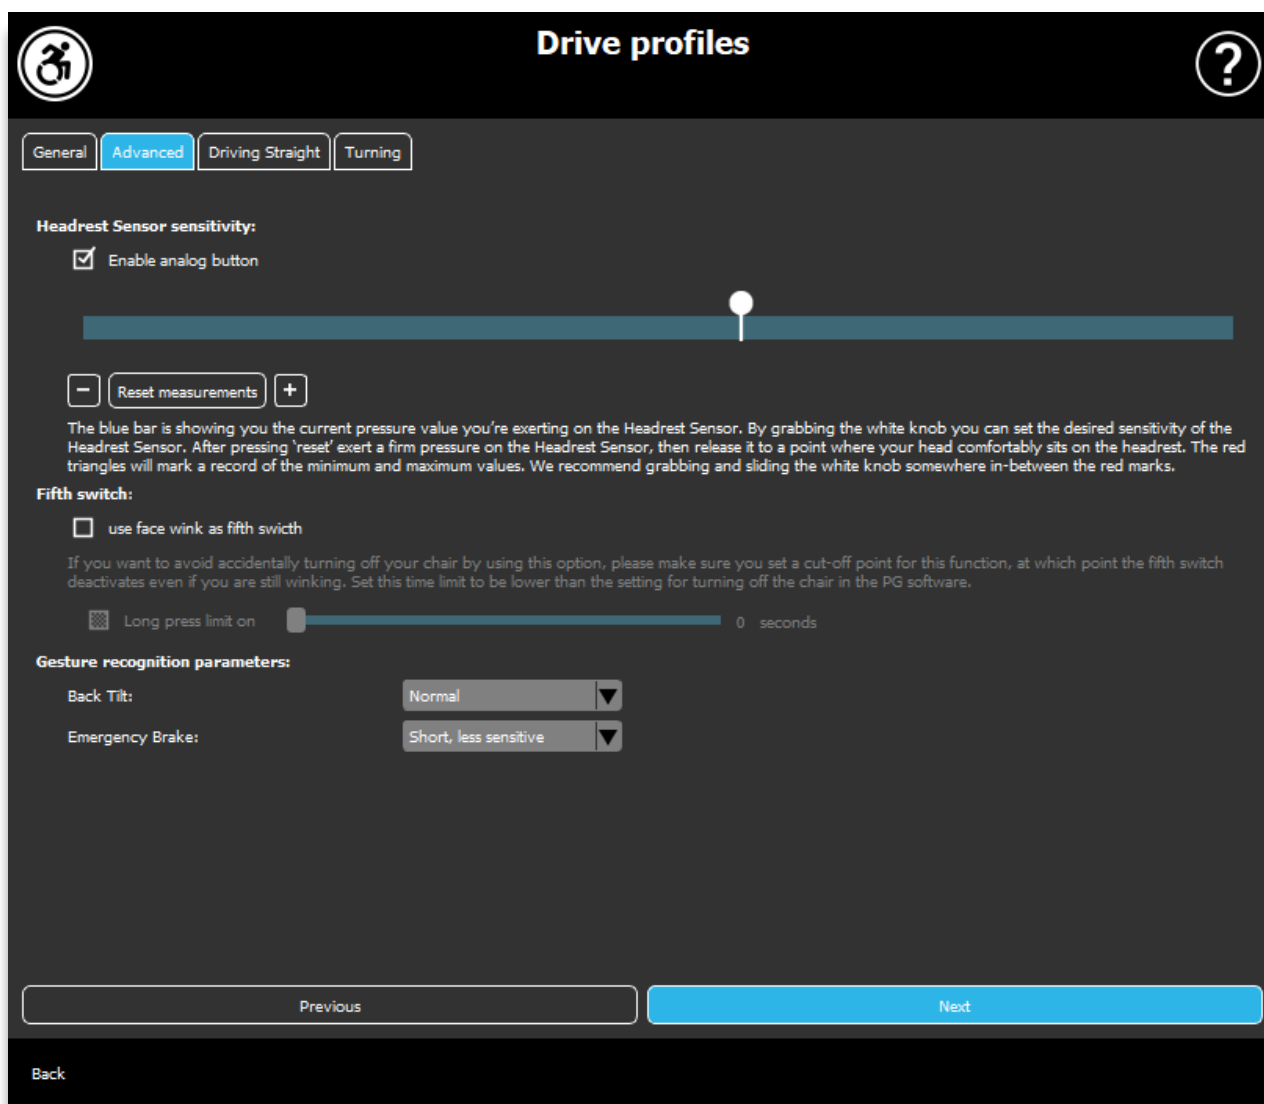 Drive profiles
?
General Advanced Driving Straight Turning
Headrest Sensor sensitivity:
Enable analog button
− Reset measurements +
The blue bar is showing you the current pressure value you're exerting on the Headrest Sensor. By grabbing the white knob you can set the desired sensitivity of the
Headrest Sensor. After pressing ‘reset’ exert a firm pressure on the Headrest Sensor, then release it to a point where your head comfortably sits on the headrest. The red
triangles will mark a record of the minimum and maximum values. We recommend grabbing and sliding the white knob somewhere in-between the red marks.
Fifth switch:
use face wink as fifth swicth
If you want to avoid accidentally turning off your chair by using this option, please make sure you set a cut-off point for this function, at which point the fifth switch
deactivates even if you are still winking. Set this time limit to be lower than the setting for turning off the chair in the PG software.
Long press limit on 0 seconds
Gesture recognition parameters:
Back Tilt: Normal
Emergency Brake: Short, less sensitive
Previous Next
Back